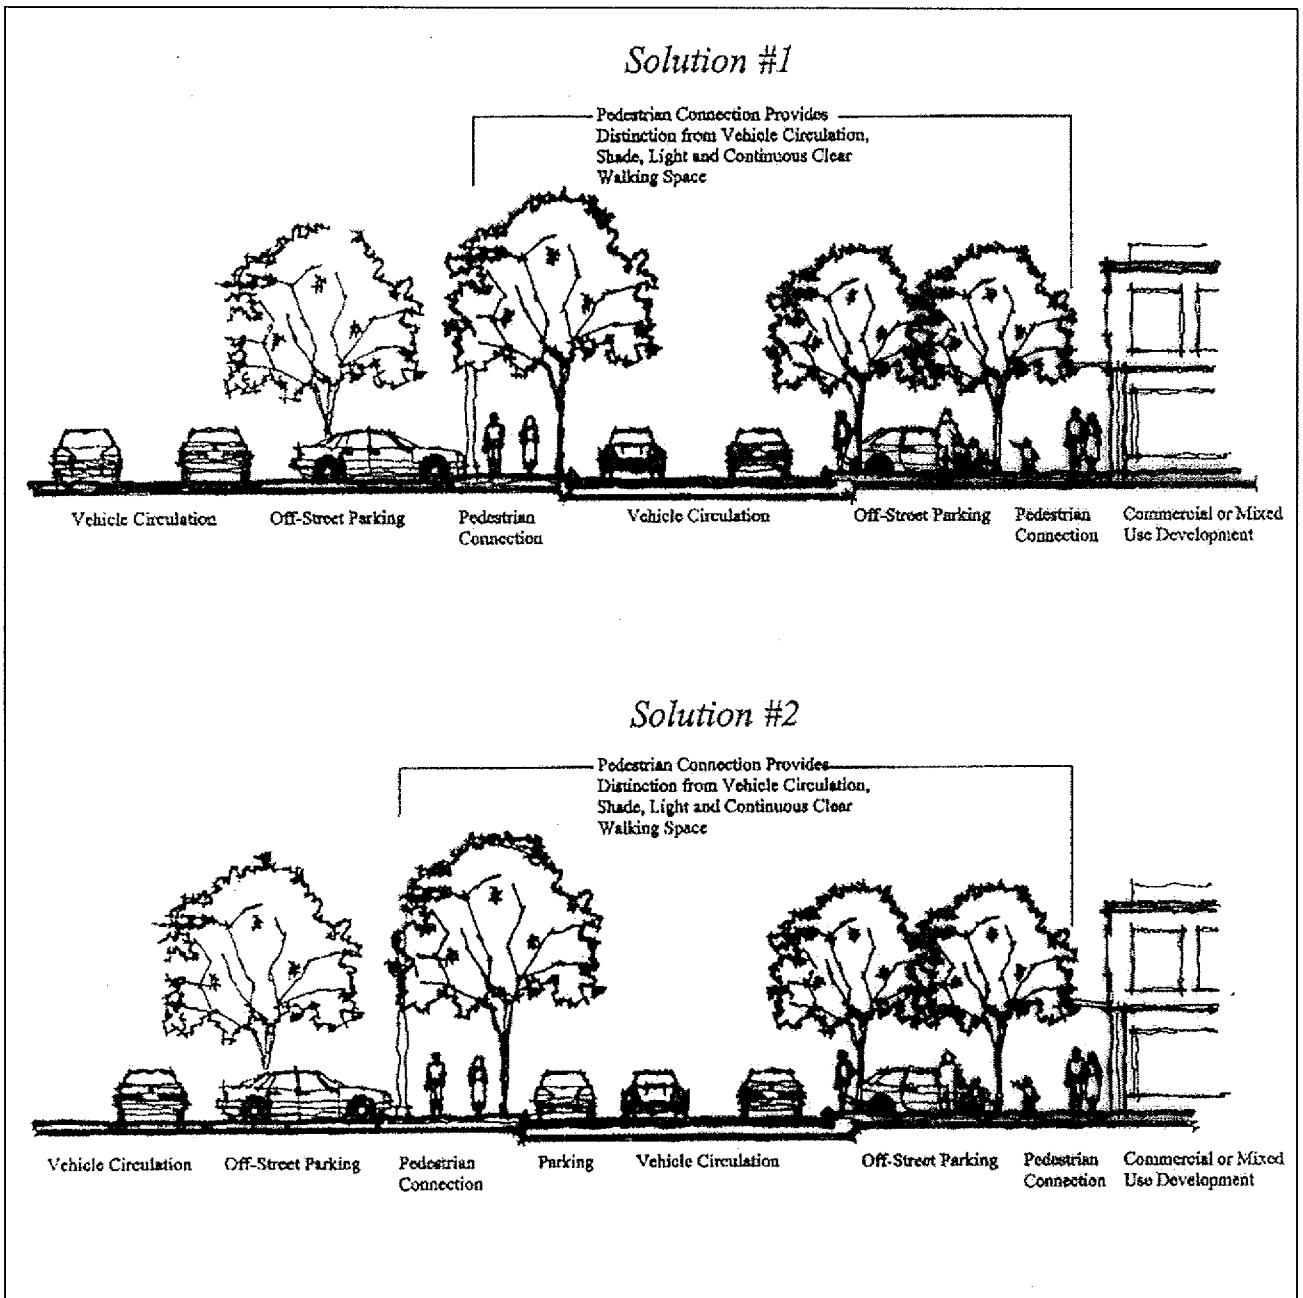 Solution #1
Pedestrian Connection Provides
Distinction from Vehicle Circulation,
Shade, Light and Continuous Clear
Walking Space
Vehicle Circulation
Off-Street Parking
Pedestrian
Connection
Vehicle Circulation
Off-Street Parking
Pedestrian
Connection
Commercial or Mixed
Use Development
Solution #2
Pedestrian Connection Provides
Distinction from Vehicle Circulation,
Shade, Light and Continuous Clear
Walking Space
Vehicle Circulation
Off-Street Parking
Pedestrian
Connection
Parking
Vehicle Circulation
Off-Street Parking
Pedestrian
Connection
Commercial or Mixed
Use Development